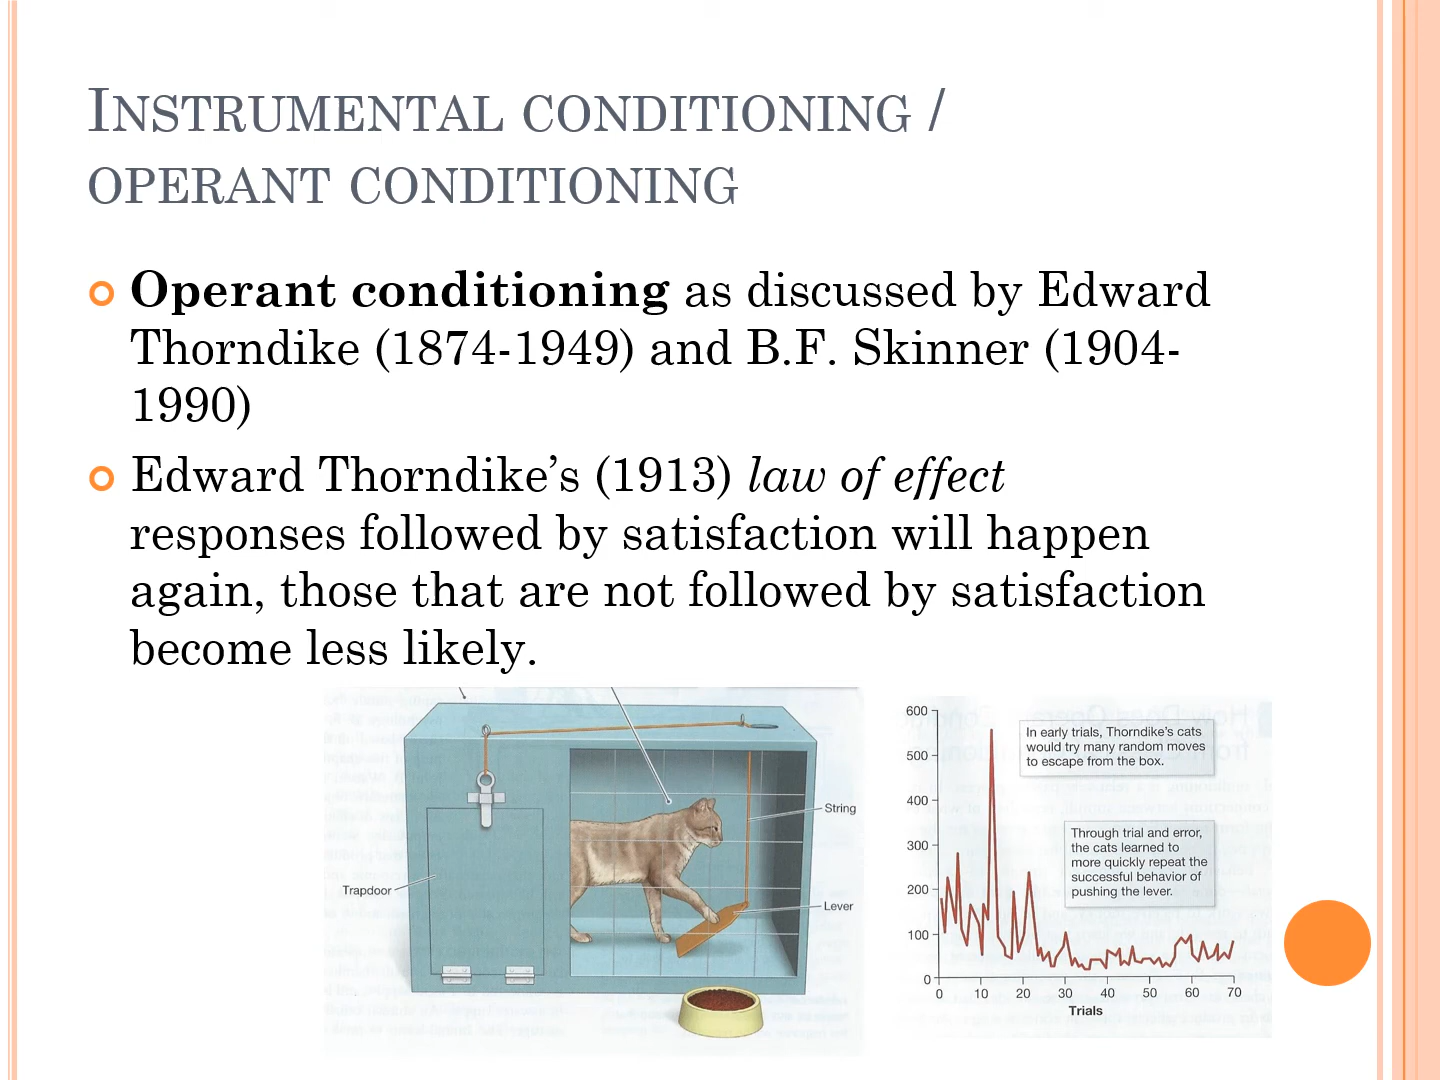 INSTRUMENTAL CONDITIONING /
OPERANT CONDITIONING
Operant conditioning as discussed by Edward
Thorndike (1874-1949) and B.F. Skinner (1904-
1990)
Edward Thorndike’s (1913) law of effect
responses followed by satisfaction will happen
again, those that are not followed by satisfaction
become less likely.
String
Trapdoor
Lever
600
500
400
300
200
100
0
In early trials, Thorndike’s cats
would try many random moves
to escape from the box.
Through trial and error,
the cats learned to
more quickly repeat the
successful behavior of
pushing the lever.
0 10 20 30 40 50 60 70
Trials